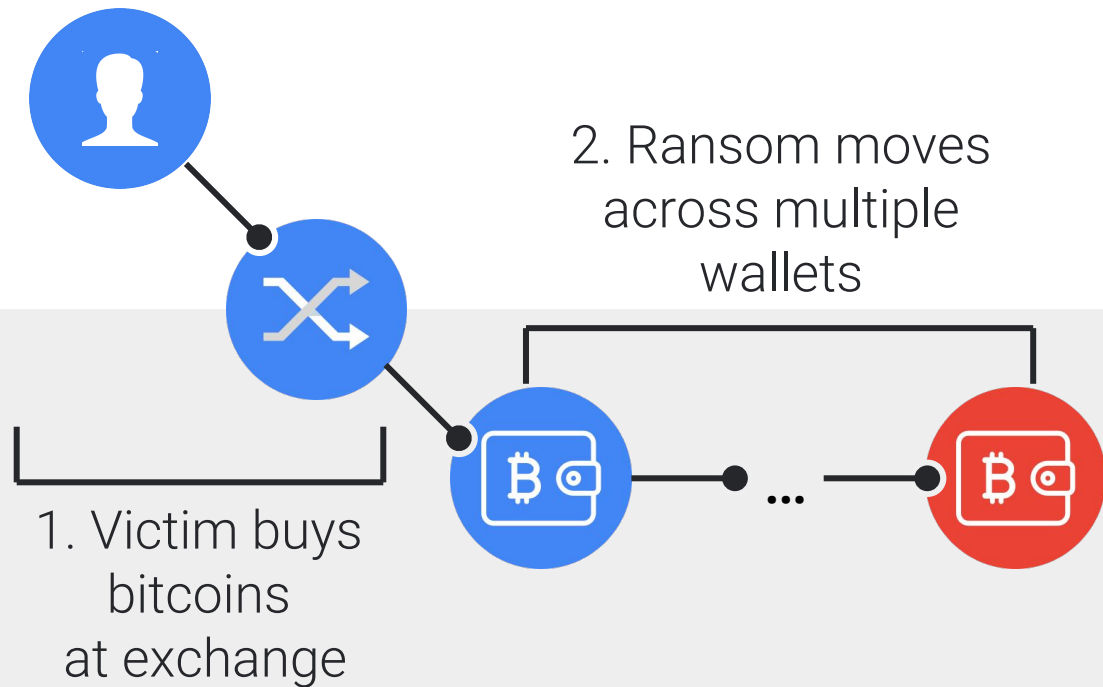 1. Victim buys
bitcoins
at exchange
2. Ransom moves
across multiple
wallets
...